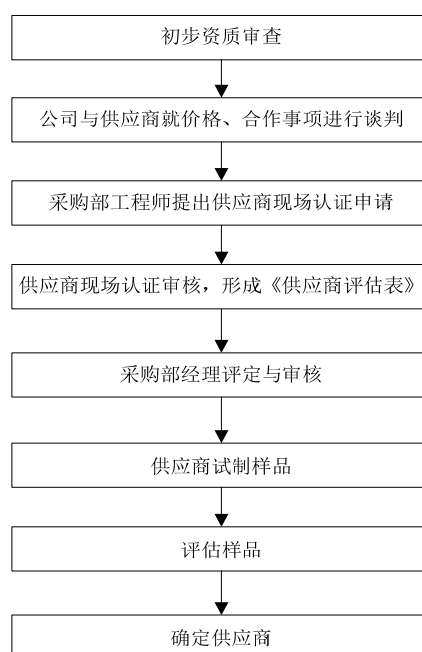 初步资质审查
公司与供应商就价格、合作事项进行谈判
采购部工程师提出供应商现场认证申请
供应商现场认证审核，形成《供应商评估表》
采购部经理评定与审核
供应商试制样品
评估样品
确定供应商